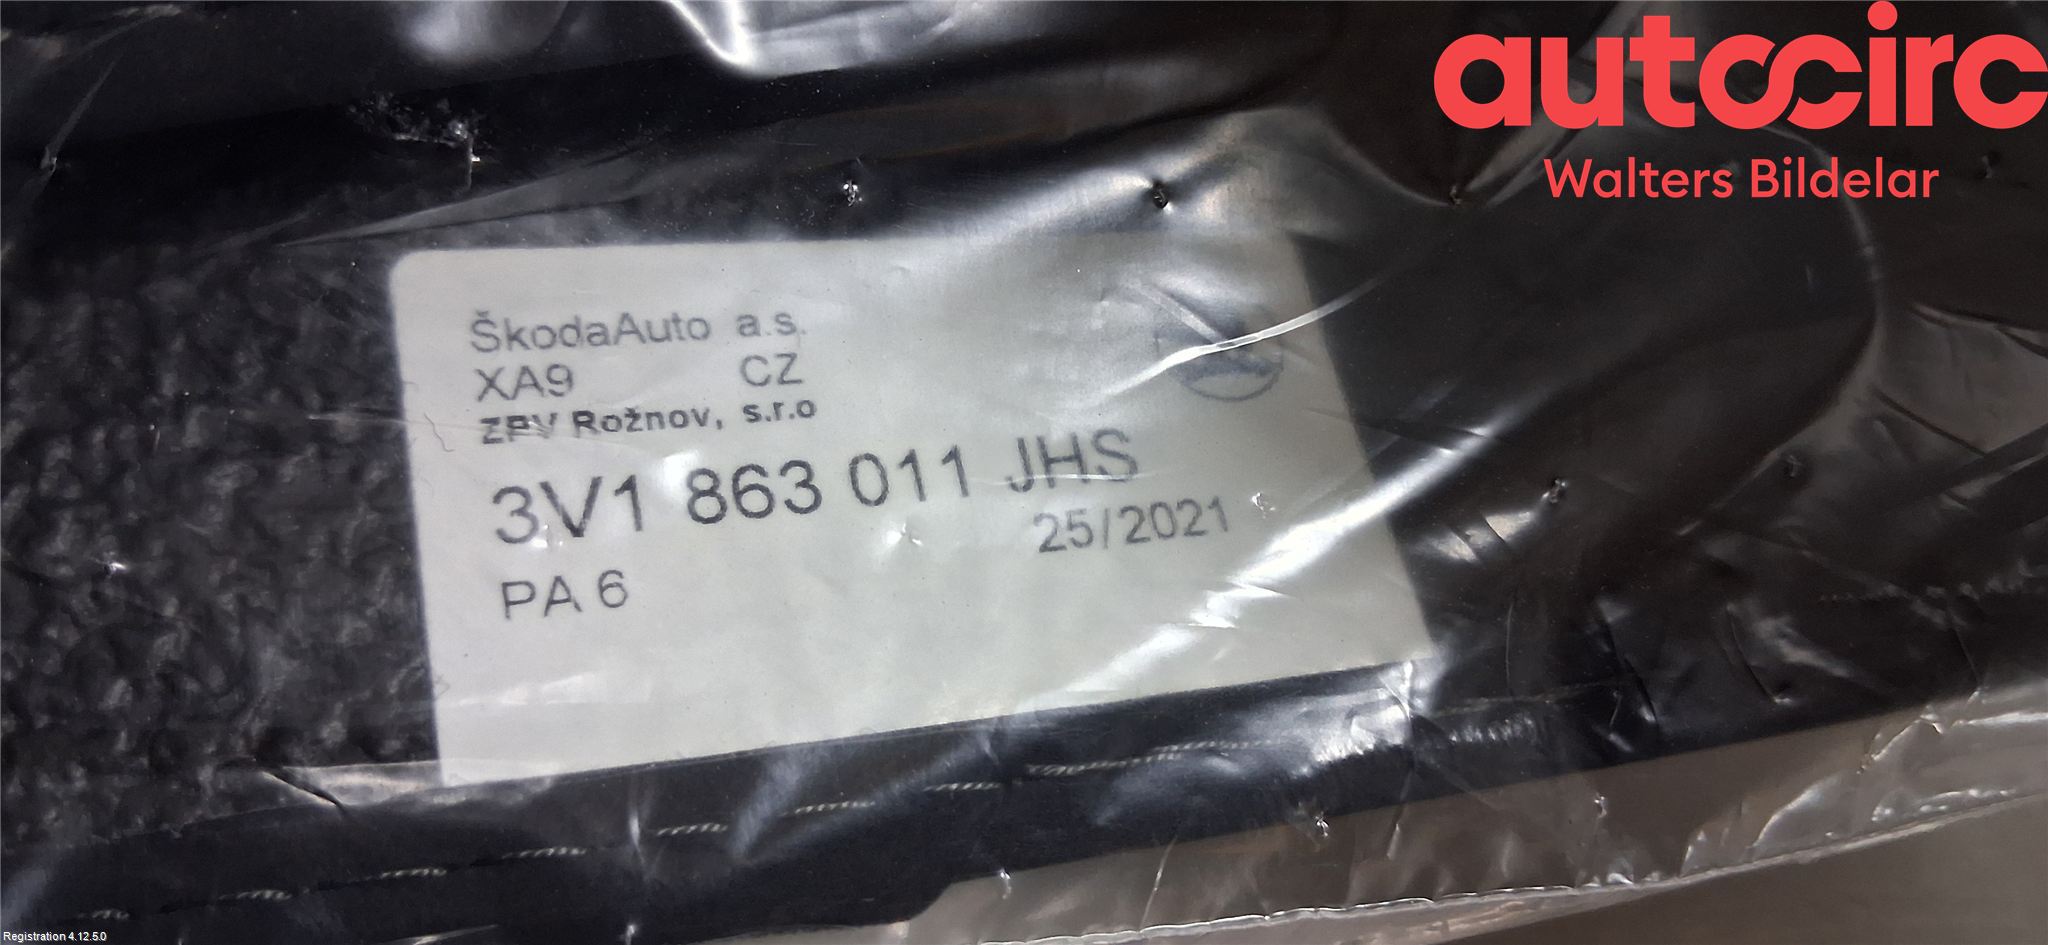 autocirc
Walters Bildelar
ŠkodaAuto a.s.
XA9 CZ
ZPV Rožnov, s.r.o
3V1 863 011 JHS
25/2021
PA 6
Registration 4.12.5.0